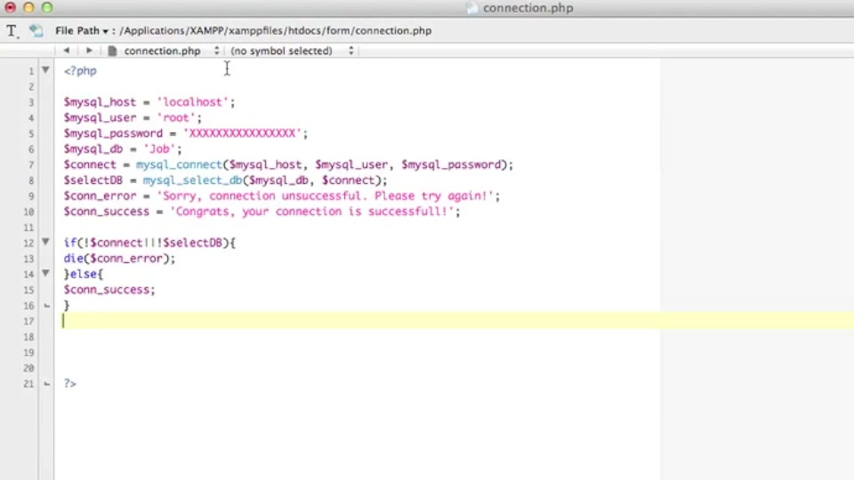 connection.php
File Path ▾ : /Applications/XAMPP/xamppfiles/htdocs/form/connection.php
connection.php (no symbol selected)
1 <?php
2
3 $mysql_host = 'localhost';
4 $mysql_user = 'root';
5 $mysql_password = 'XXXXXXXXXXXXXXXX';
6 $mysql_db = 'Job';
7 $connect = mysql_connect($mysql_host, $mysql_user, $mysql_password);
8 $selectDB = mysql_select_db($mysql_db, $connect);
9 $conn_error = 'Sorry, connection unsuccessful. Please try again!';
10 $conn_success = 'Congrats, your connection is successfull!';
11
12 if(!$connect||!$selectDB){
13 die($conn_error);
14 }else{
15 $conn_success;
16 }
17
18
19
20
21 ?>